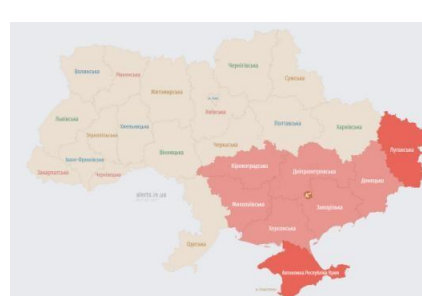 Чернігівська
Волинська
Рівненська
Сумська
Житомирська
Київська
Львівська
Полтавська
Харківська
Хмельницька
Луганська
Тернопільська
Черкаська
Вінницька
Івано-Франківська
Кіровоградська
Дніпропетровська
Донецька
Закарпатська
Чернівецька
alerts.in.ua
Миколаївська
Запорізька
Херсонська
Одеська
Автономна Республіка Крим